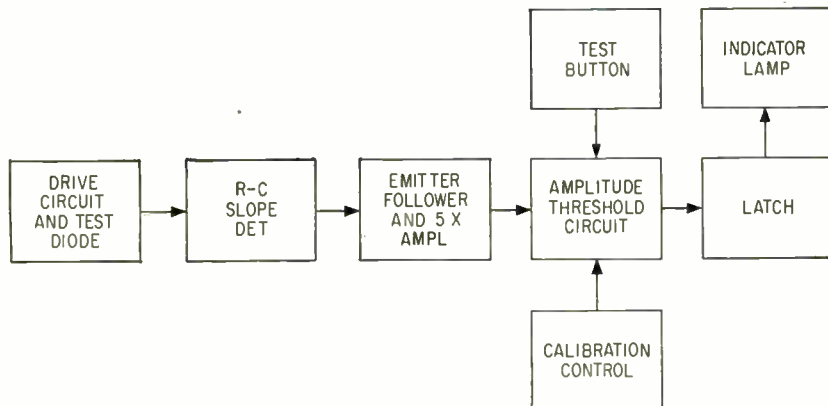 TEST
BUTTON
INDICATOR
LAMP
DRIVE
CIRCUIT
AND TEST
DIODE
R-C
SLOPE
DET
EMITTER
FOLLOWER
AND 5 X
AMPL
AMPLITUDE
THRESHOLD
CIRCUIT
LATCH
CALIBRATION
CONTROL